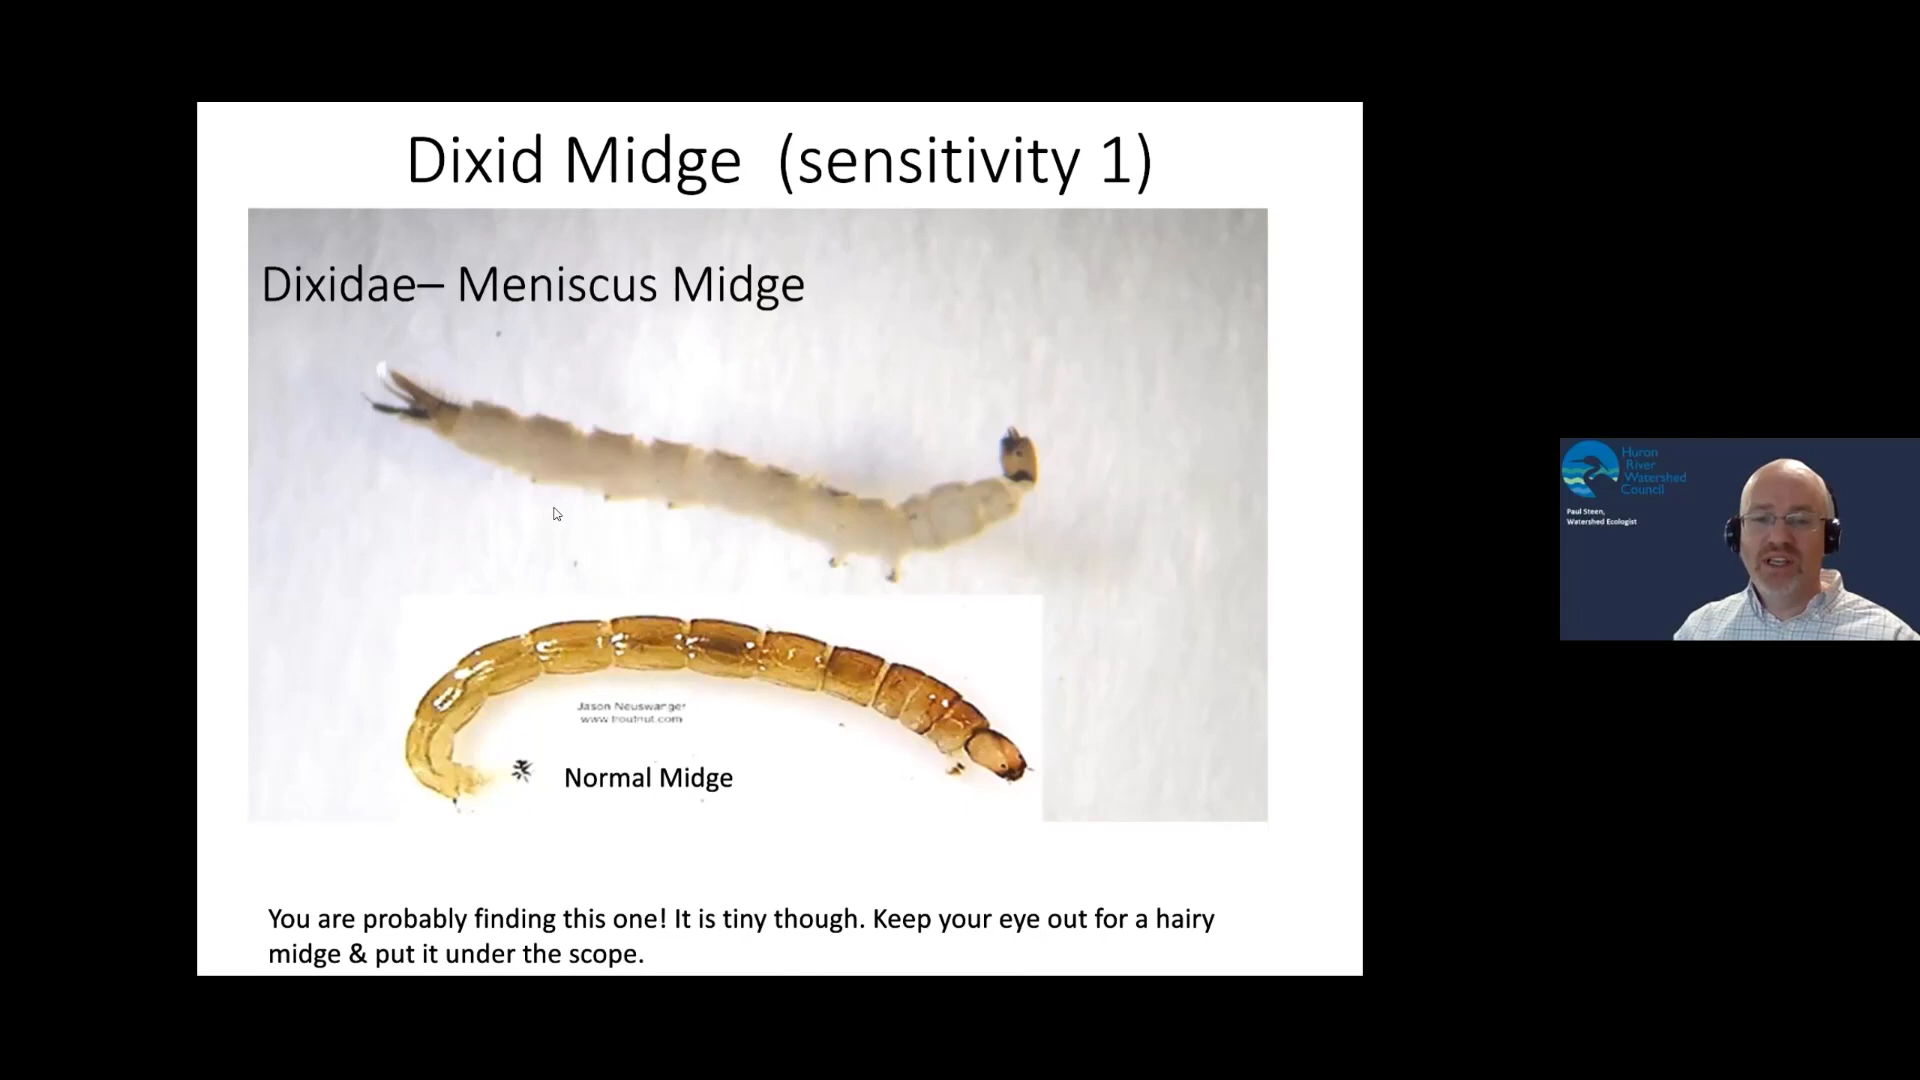 Dixid Midge (sensitivity 1)
Dixidae– Meniscus Midge
Jason Neuswanger
www.troutnut.com
Normal Midge
You are probably finding this one! It is tiny though. Keep your eye out for a hairy
midge & put it under the scope.
Huron
River
Watershed
Council
Paul Steen,
Watershed Ecologist